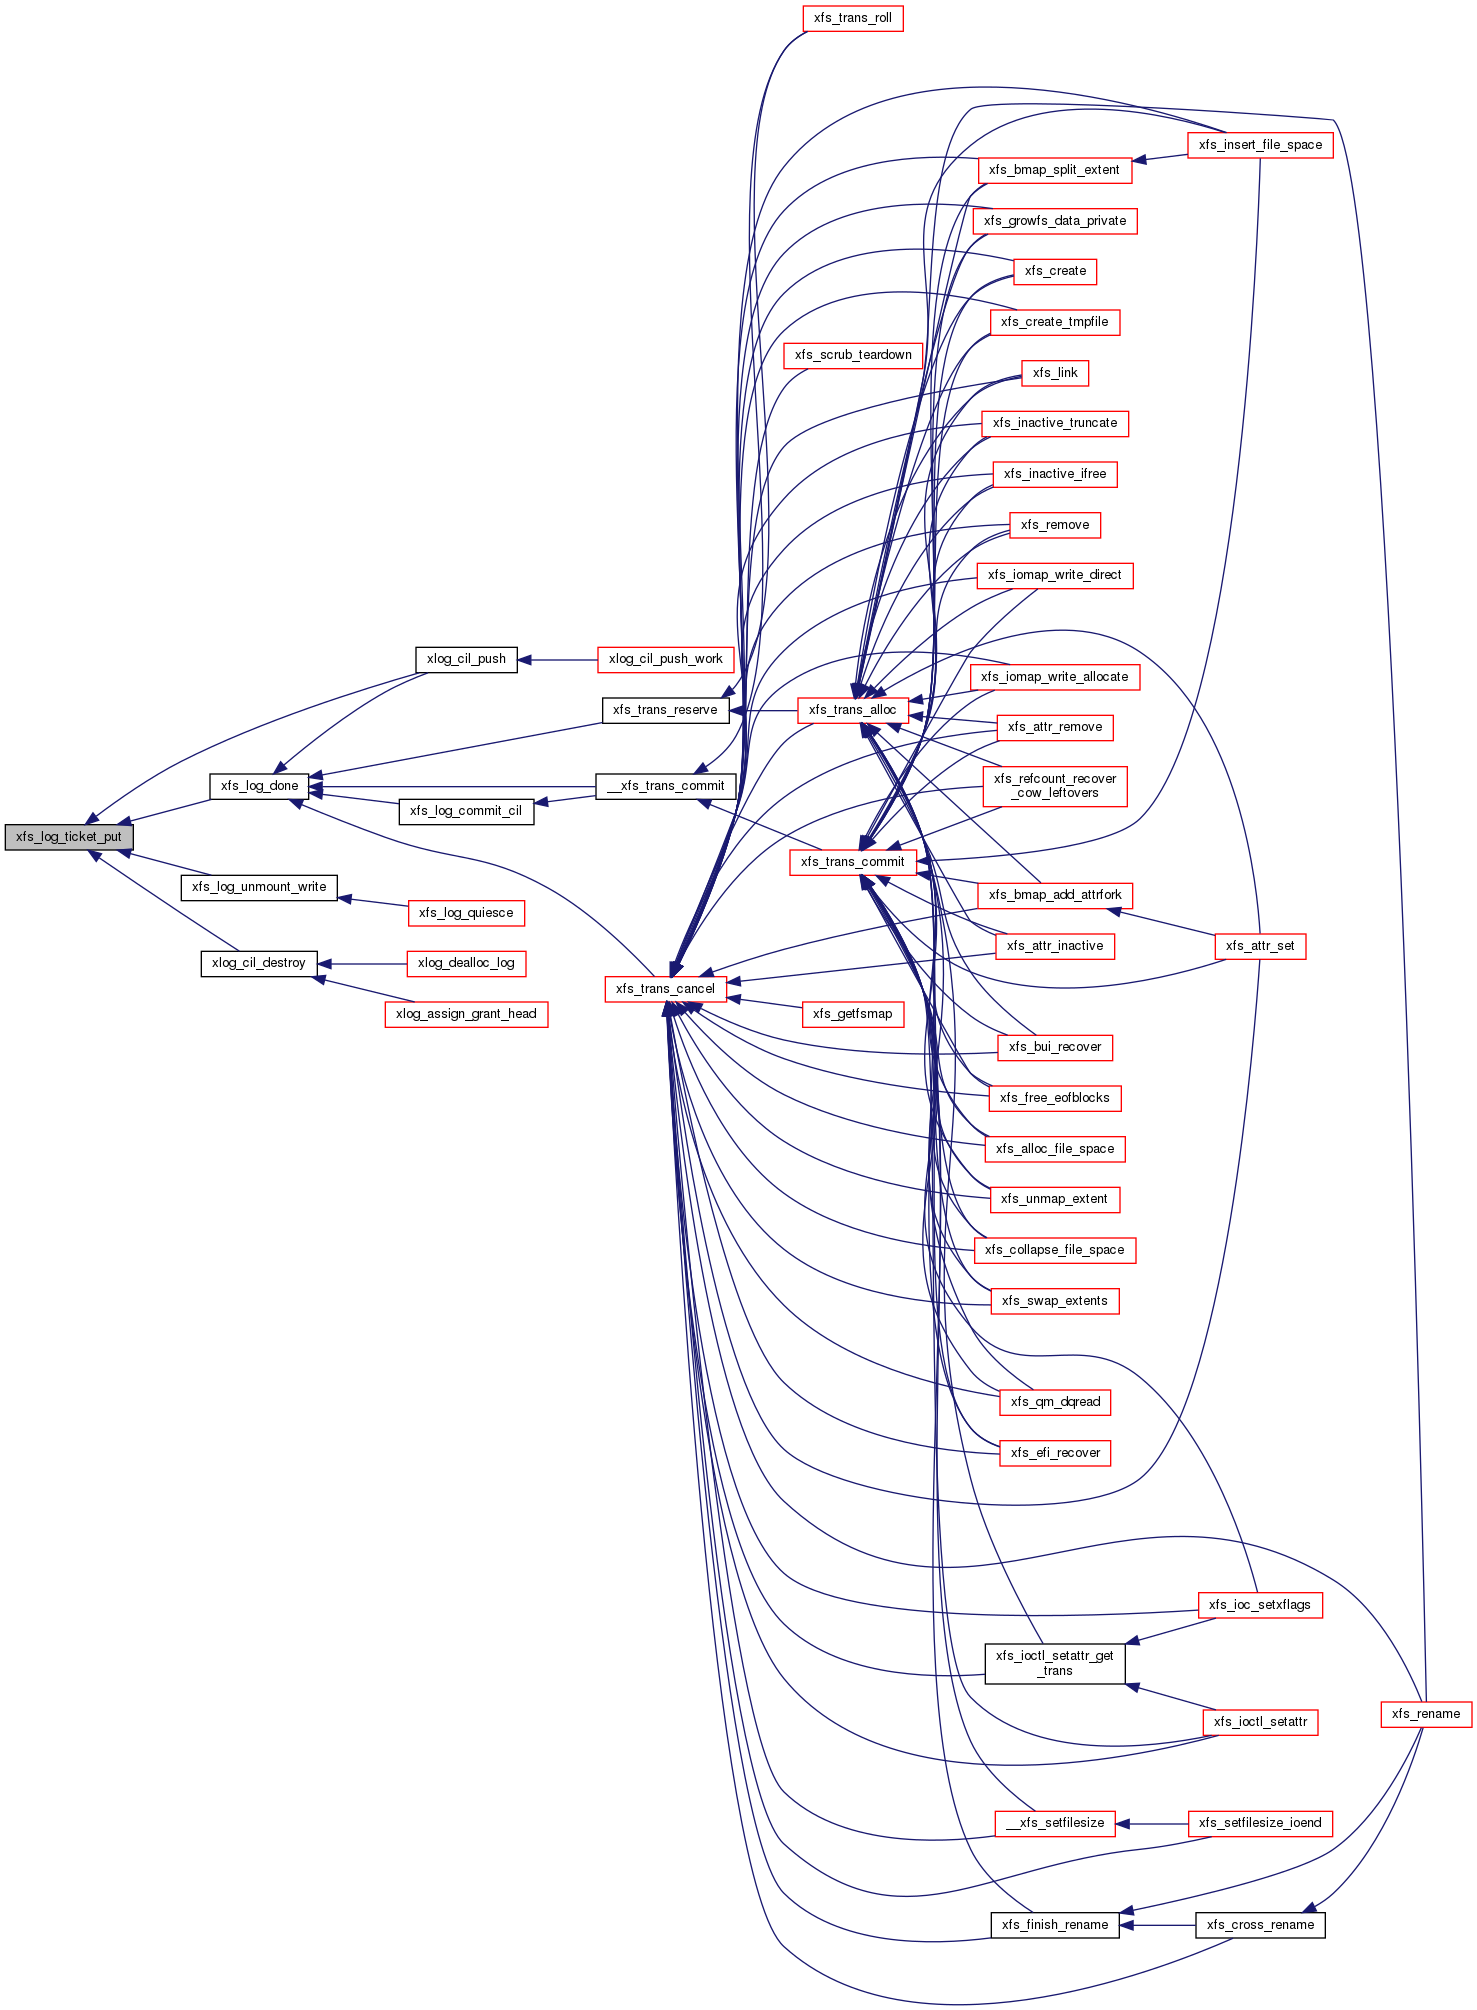 xfs_trans_roll
xfs_insert_file_space
xfs_bmap_split_extent
xfs_growfs_data_private
xfs_create
xfs_create_tmpfile
xfs_scrub_teardown
xfs_link
xfs_inactive_truncate
xfs_inactive_ifree
xfs_remove
xfs_iomap_write_direct
xlog_cil_push
xlog_cil_push_work
xfs_iomap_write_allocate
xfs_trans_reserve
xfs_trans_alloc
xfs_attr_remove
xfs_log_done
__xfs_trans_commit
xfs_refcount_recover
_cow_leftovers
xfs_log_commit_cil
xfs_log_ticket_put
xfs_trans_commit
xfs_log_unmount_write
xfs_bmap_add_attrfork
xfs_log_quiesce
xfs_attr_inactive
xfs_attr_set
xlog_cil_destroy
xlog_dealloc_log
xfs_trans_cancel
xlog_assign_grant_head
xfs_getfsmap
xfs_bui_recover
xfs_free_eofblocks
xfs_alloc_file_space
xfs_unmap_extent
xfs_collapse_file_space
xfs_swap_extents
xfs_qm_dqread
xfs_efi_recover
xfs_ioc_setxflags
xfs_ioctl_setattr_get
_trans
xfs_rename
xfs_ioctl_setattr
__xfs_setfilesize
xfs_setfilesize_ioend
xfs_finish_rename
xfs_cross_rename